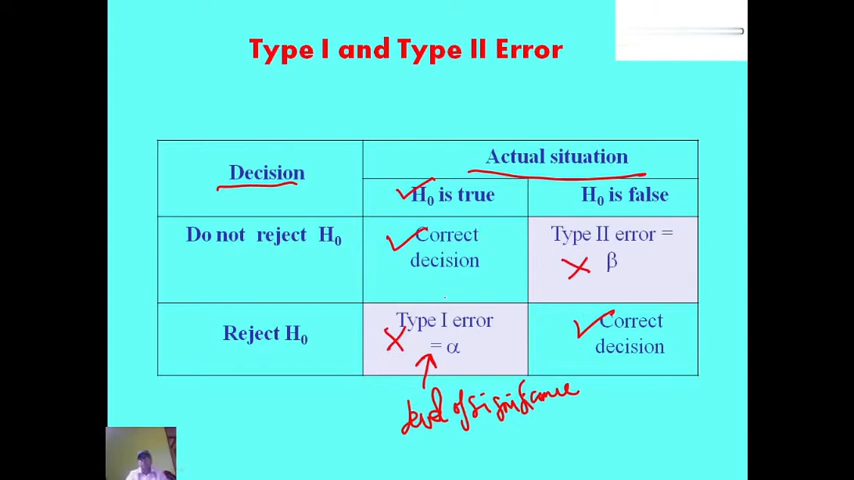 Type I and Type II Error
Decision
Actual situation
H₀ is true
H₀ is false
Do not reject H₀
Correct
decision
Type II error =
β
Reject H₀
Type I error
= α
Correct
decision
level of significance